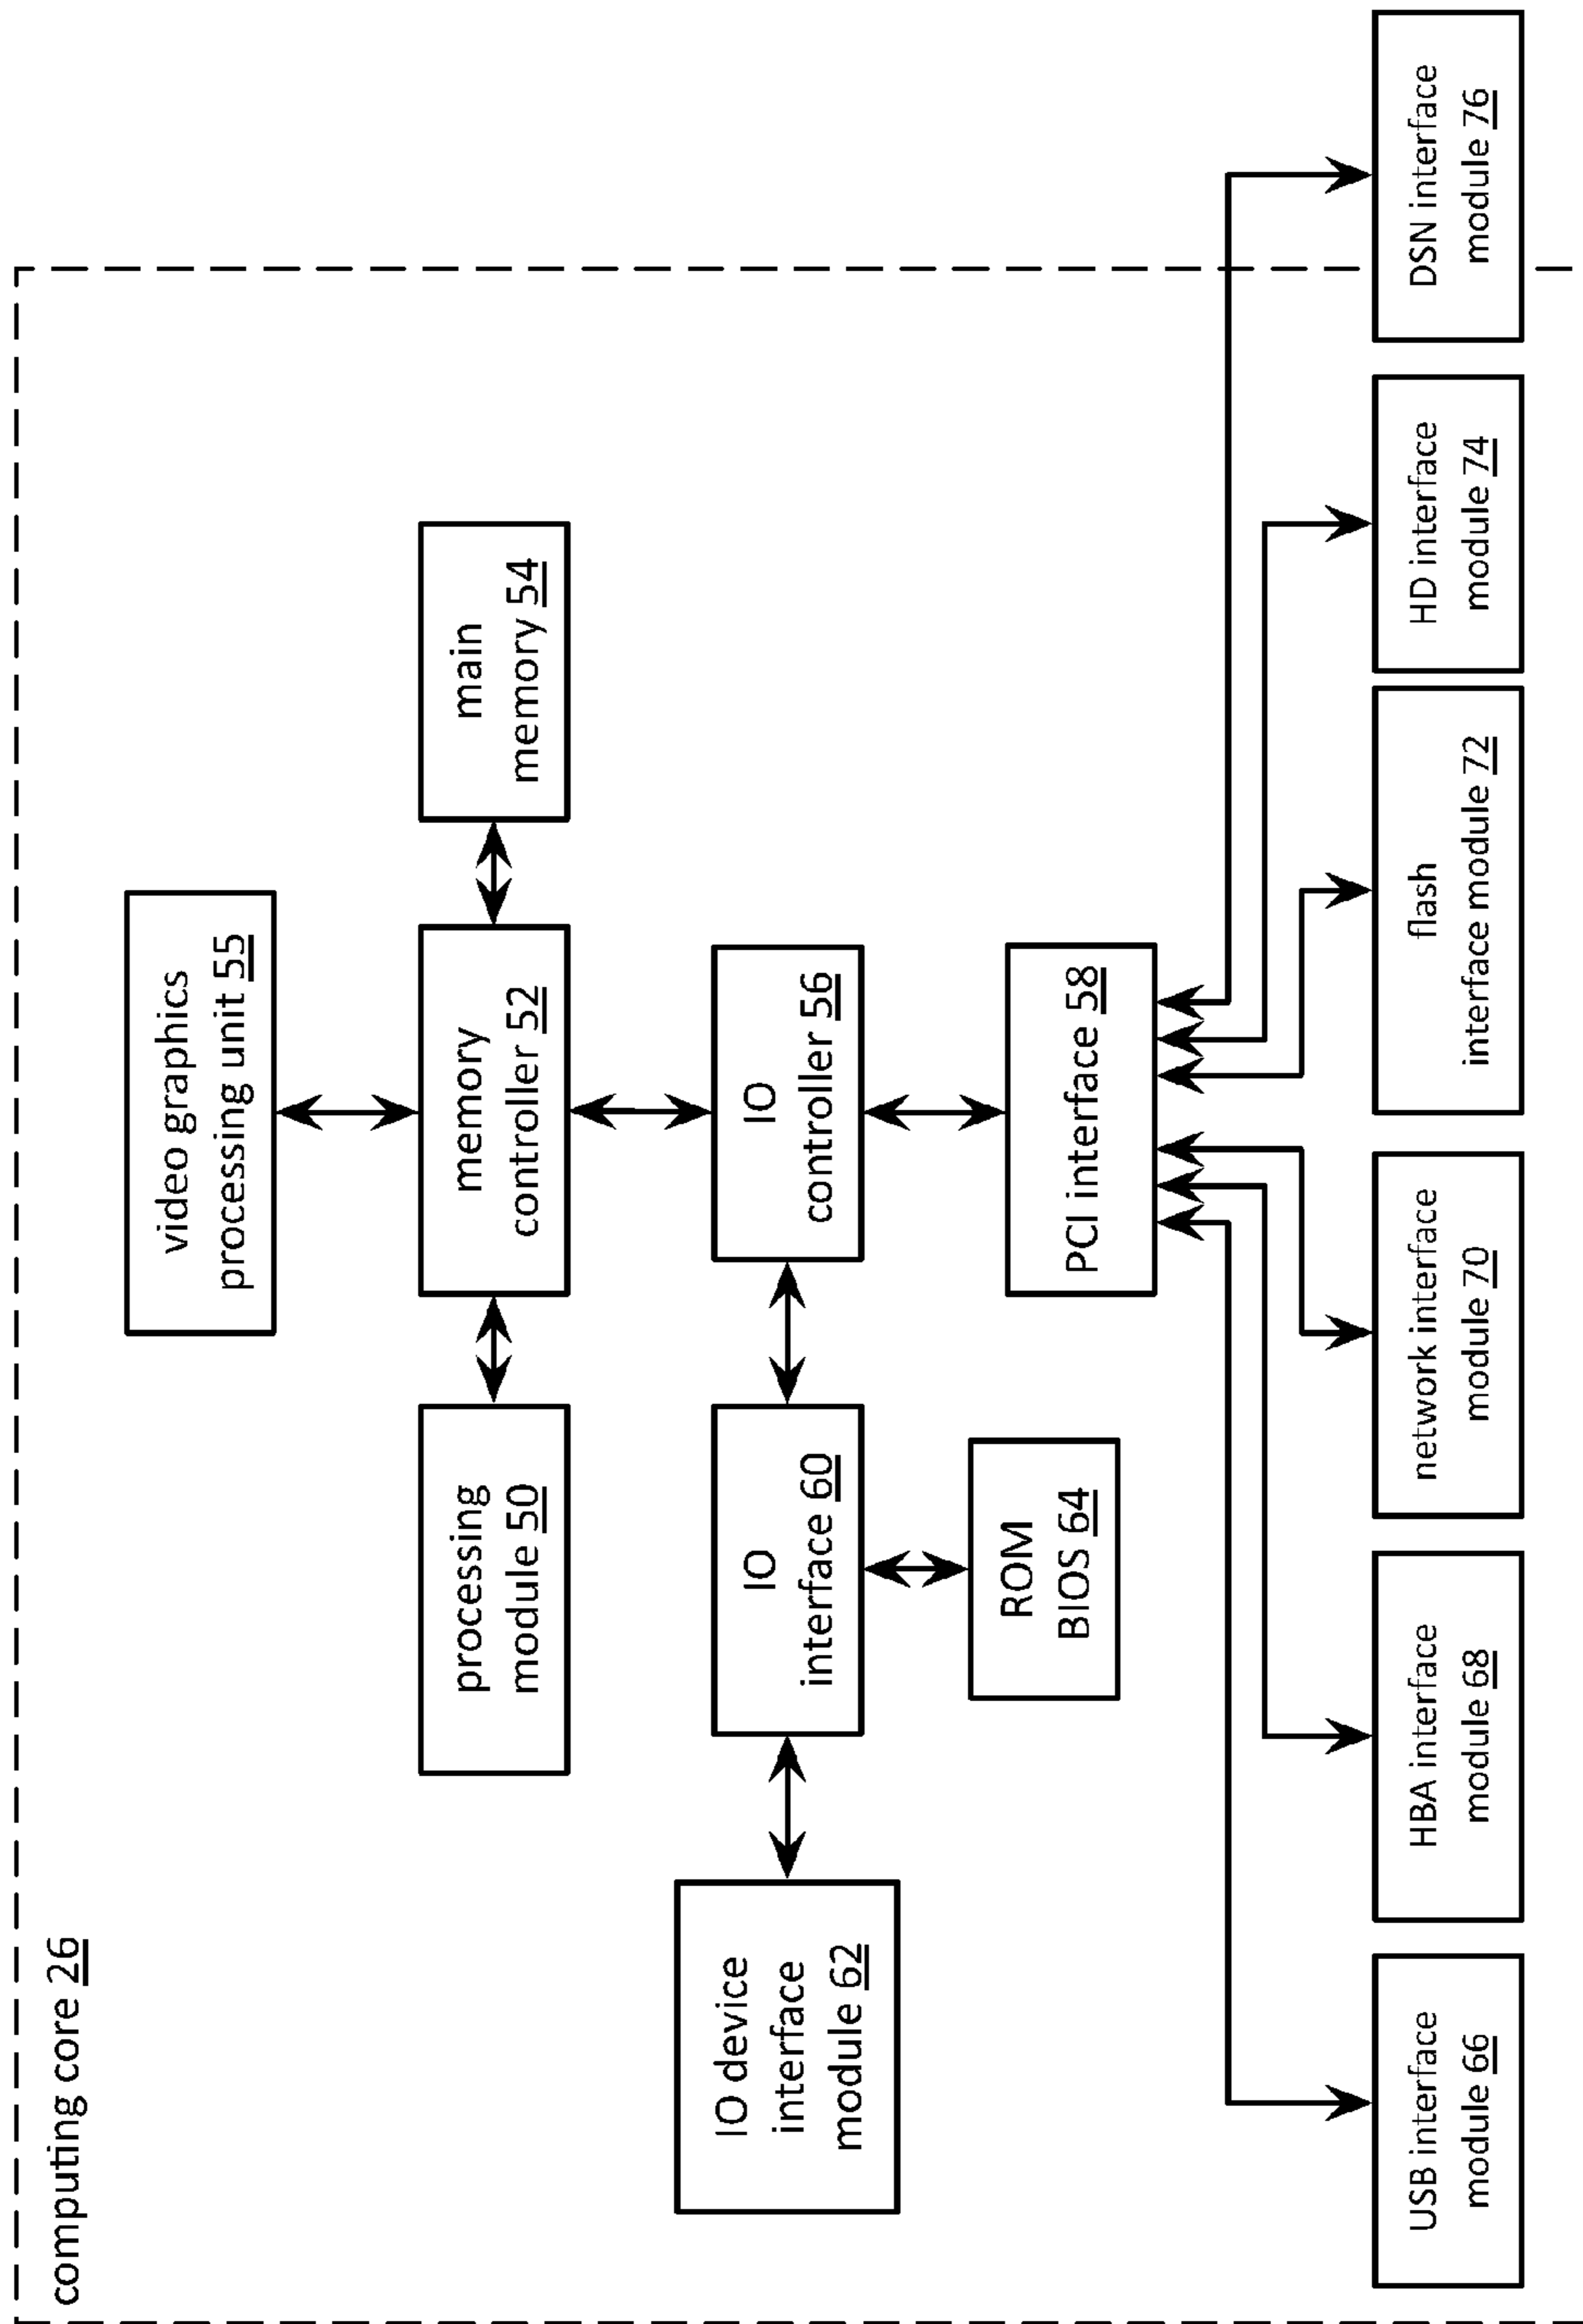 computing core 26
video graphics
processing unit 55
processing
module 50
memory
controller 52
main
memory 54
IO device
interface
module 62
IO
interface 60
IO
controller 56
ROM
BIOS 64
PCI interface 58
USB interface
module 66
HBA interface
module 68
network interface
module 70
flash
interface module 72
HD interface
module 74
DSN interface
module 76